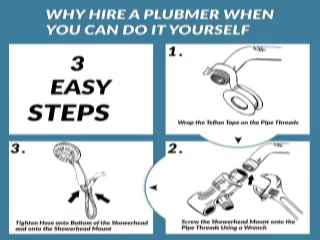 WHY HIRE A PLUBMER WHEN
YOU CAN DO IT YOURSELF
3
EASY
STEPS
1.
Wrap the Teflon Tape on the Pipe Threads
2.
Screw the Showerhead Mount onto the
Pipe Threads Using a Wrench
3.
Tighten Hose onto Bottom of the Showerhead
and onto the Showerhead Mount